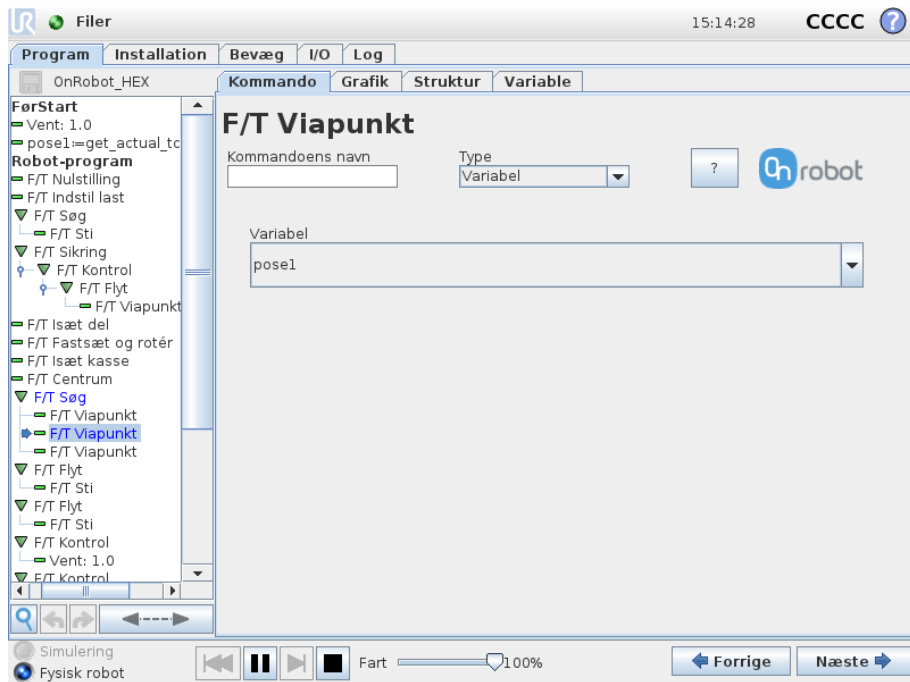 Filer 15:14:28 CCCC ?
Program Installation Bevæg I/O Log
OnRobot_HEX
Kommando Grafik Struktur Variable
FørStart
Vent: 1.0
pose1:=get_actual_tc
Robot-program
F/T Nulstilling
F/T Indstil last
F/T Søg
F/T Sti
F/T Sikring
F/T Kontrol
F/T Flyt
F/T Viapunkt
F/T Isæt del
F/T Fastsæt og rotér
F/T Isæt kasse
F/T Centrum
F/T Søg
F/T Viapunkt
F/T Viapunkt
F/T Viapunkt
F/T Flyt
F/T Sti
F/T Flyt
F/T Sti
F/T Kontrol
Vent: 1.0
F/T Kontrol
F/T Viapunkt
Kommandoens navn
Type
Variabel
?
On robot
Variabel
pose1
Simulering
Fysisk robot
Fart 100%
Forrige
Næste